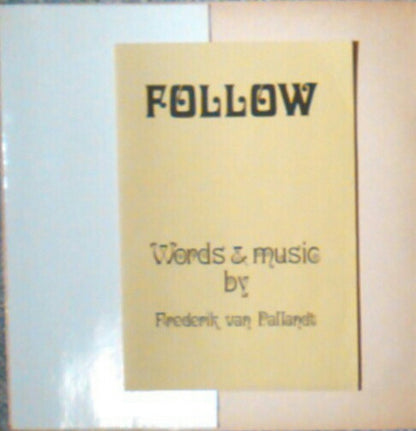 FOLLOW
Words & music
by
Frederik van Pallandt